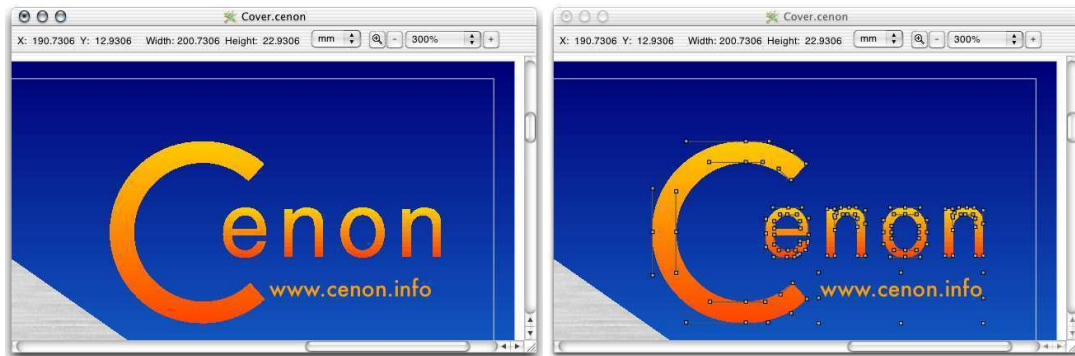 Cover.cenon
X: 190.7306 Y: 12.9306 Width: 200.7306 Height: 22.9306 mm - 300% +
Cenon
www.cenon.info
Cover.cenon
X: 190.7306 Y: 12.9306 Width: 200.7306 Height: 22.9306 mm - 300% +
Cenon
www.cenon.info